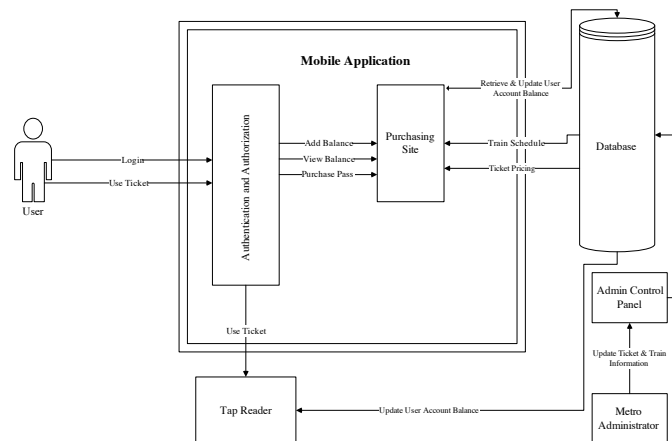 Mobile Application
Retrieve & Update User
Account Balance
Authentication and Authorization
Add Balance
View Balance
Purchase Pass
Purchasing
Site
Train Schedule
Ticket Pricing
Database
Login
Use Ticket
User
Use Ticket
Admin Control
Panel
Update Ticket & Train
Information
Tap Reader
Update User Account Balance
Metro
Administrator